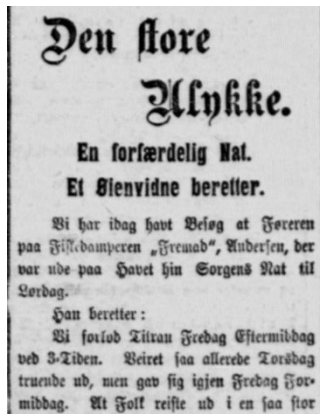 Den store
Ulykke.
En forfærdelig Nat.
Et Øienvidne beretter.
Vi har idag havt Besøg at Føreren
paa Fiskedamperen „Fremad“, Andersen, der
var ude paa Havet hin Sorgens Nat til
Lørdag.
Han beretter:
Vi forlod Titran Fredag Eftermiddag
ved 3-Tiden. Veiret saa allerede Torsdag
truende ud, men gav sig igjen Fredag For-
middag. At Folk reiste ud i en saa stor